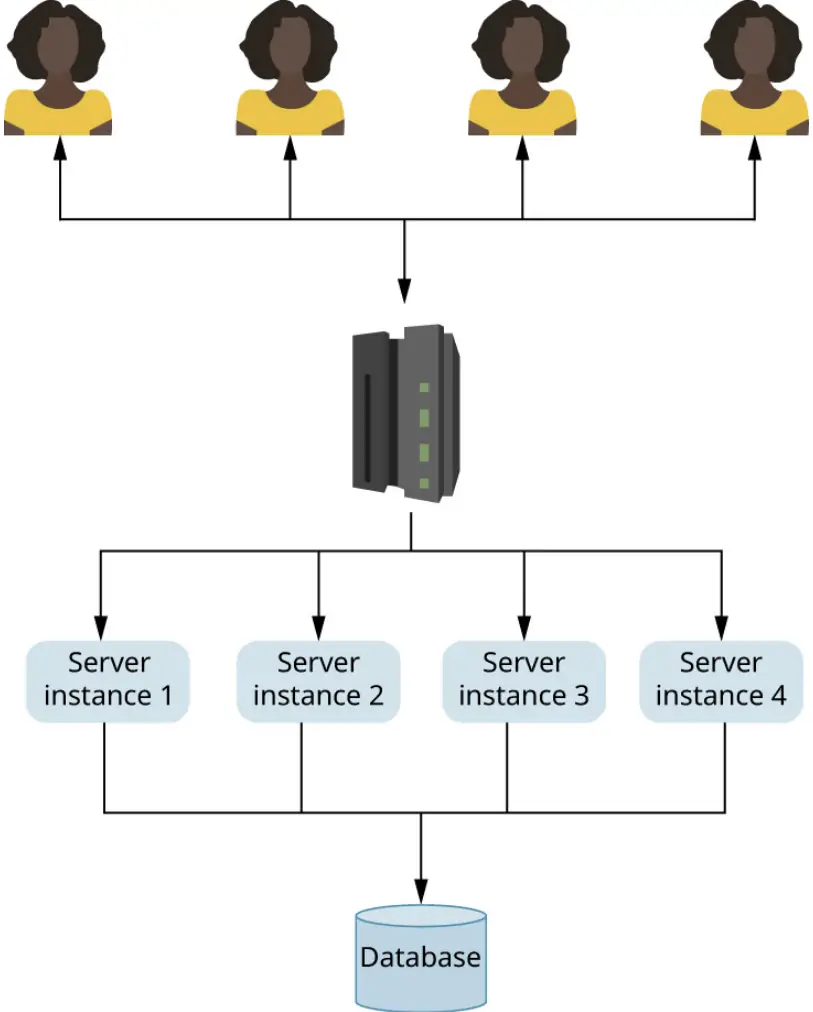 Server
instance 1
Server
instance 2
Server
instance 3
Server
instance 4
Database